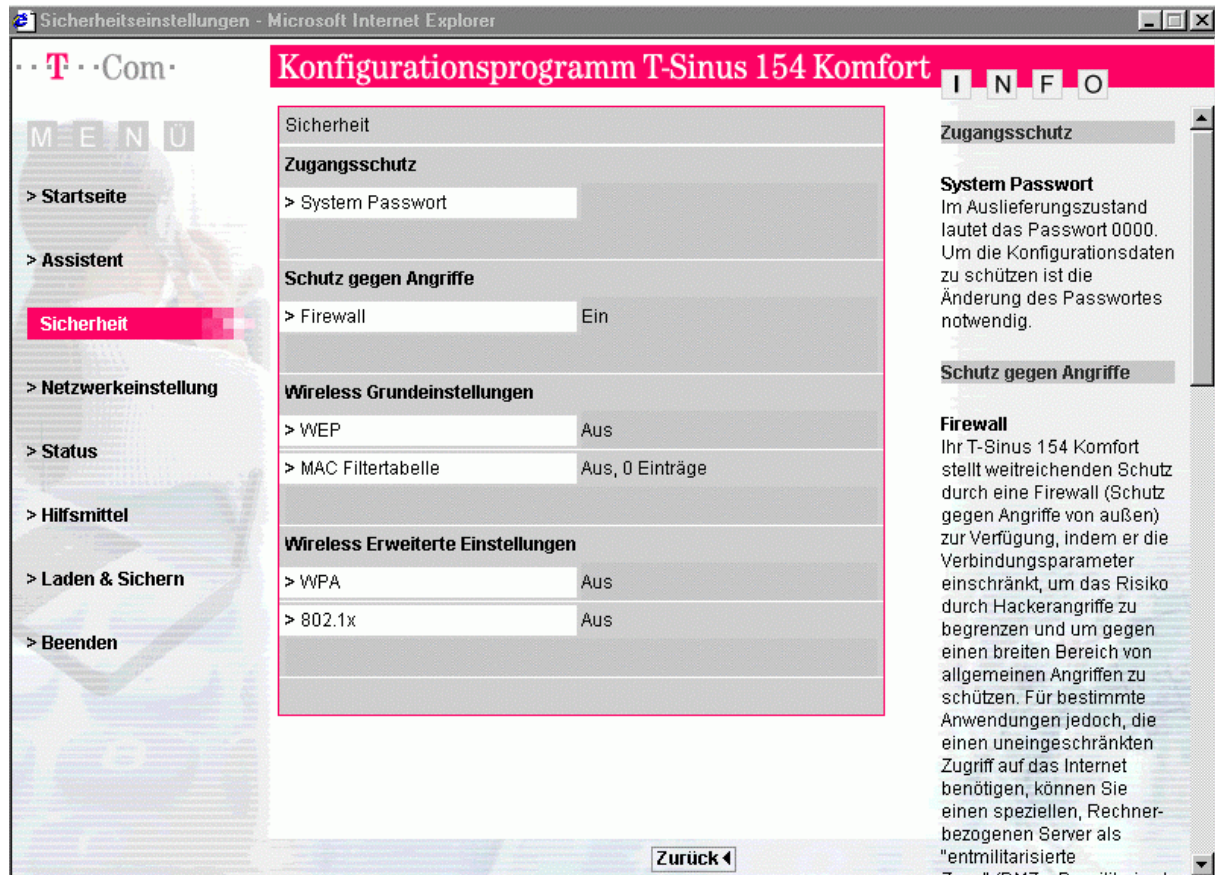 Sicherheitseinstellungen - Microsoft Internet Explorer
· · T · · Com ·
Konfigurationsprogramm T-Sinus 154 Komfort
I N F O
M E N Ü
> Startseite
> Assistent
Sicherheit
> Netzwerkeinstellung
> Status
> Hilfsmittel
> Laden & Sichern
> Beenden
Sicherheit
Zugangsschutz
> System Passwort
Schutz gegen Angriffe
> Firewall Ein
Wireless Grundeinstellungen
> WEP Aus
> MAC Filtertabelle Aus, 0 Einträge
Wireless Erweiterte Einstellungen
> WPA Aus
> 802.1x Aus
Zurück
Zugangsschutz
System Passwort
Im Auslieferungszustand
lautet das Passwort 0000.
Um die Konfigurationsdaten
zu schützen ist die
Änderung des Passwortes
notwendig.
Schutz gegen Angriffe
Firewall
Ihr T-Sinus 154 Komfort
stellt weitreichenden Schutz
durch eine Firewall (Schutz
gegen Angriffe von außen)
zur Verfügung, indem er die
Verbindungsparameter
einschränkt, um das Risiko
durch Hackerangriffe zu
begrenzen und um gegen
einen breiten Bereich von
allgemeinen Angriffen zu
schützen. Für bestimmte
Anwendungen jedoch, die
einen uneingeschränkten
Zugriff auf das Internet
benötigen, können Sie
einen speziellen, Rechner-
bezogenen Server als
"entmilitarisierte